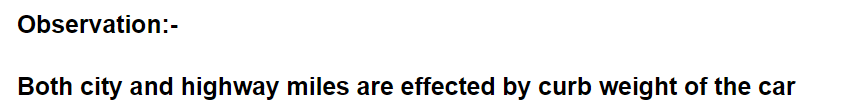 Observation:-
Both city and highway miles are effected by curb weight of the car